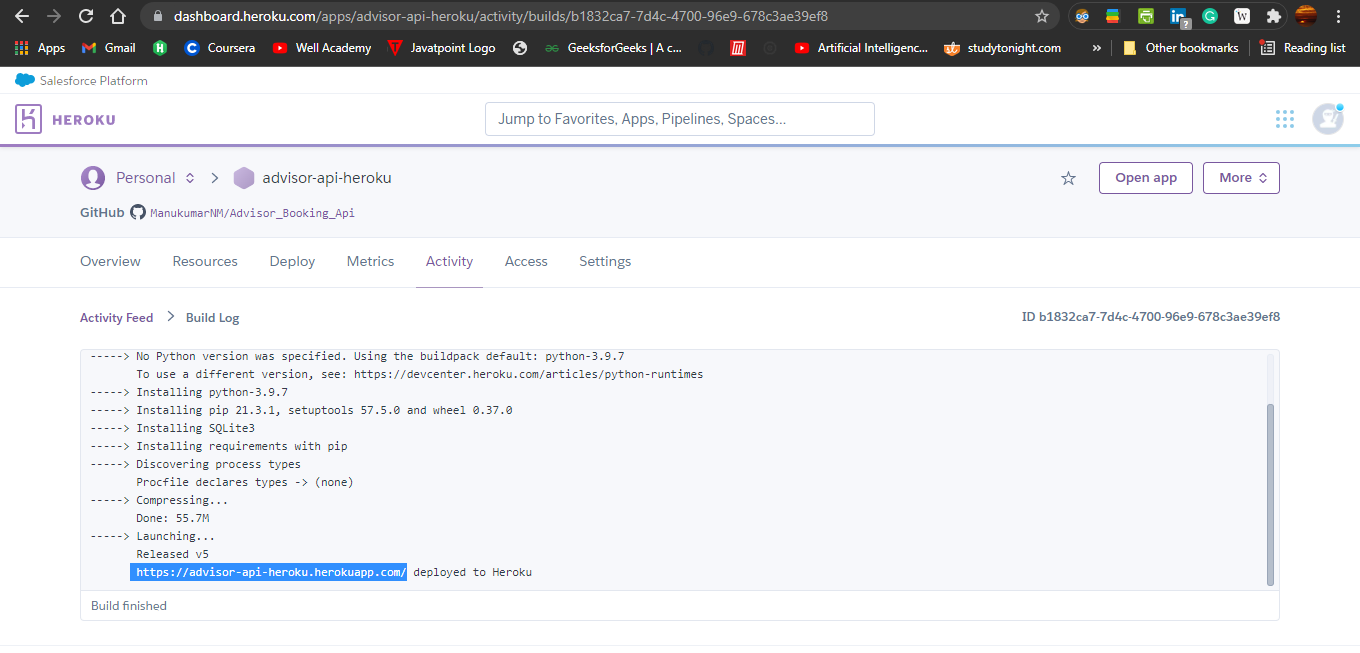 dashboard.heroku.com/apps/advisor-api-heroku/activity/builds/b1832ca7-7d4c-4700-96e9-678c3ae39ef8
Apps Gmail Coursera Well Academy Javatpoint Logo GeeksforGeeks | A c... Artificial Intelligenc... studytonight.com » Other bookmarks Reading list
Salesforce Platform
HEROKU
Jump to Favorites, Apps, Pipelines, Spaces...
Personal advisor-api-heroku
Open app
More
GitHub ManukumarNM/Advisor_Booking_Api
Overview Resources Deploy Metrics Activity Access Settings
Activity Feed > Build Log
ID b1832ca7-7d4c-4700-96e9-678c3ae39ef8
-----> No Python version was specified. Using the buildpack default: python-3.9.7
To use a different version, see: https://devcenter.heroku.com/articles/python-runtimes
-----> Installing python-3.9.7
-----> Installing pip 21.3.1, setuptools 57.5.0 and wheel 0.37.0
-----> Installing SQLite3
-----> Installing requirements with pip
-----> Discovering process types
Procfile declares types -> (none)
-----> Compressing...
Done: 55.7M
-----> Launching...
Released v5
https://advisor-api-heroku.herokuapp.com/ deployed to Heroku
Build finished